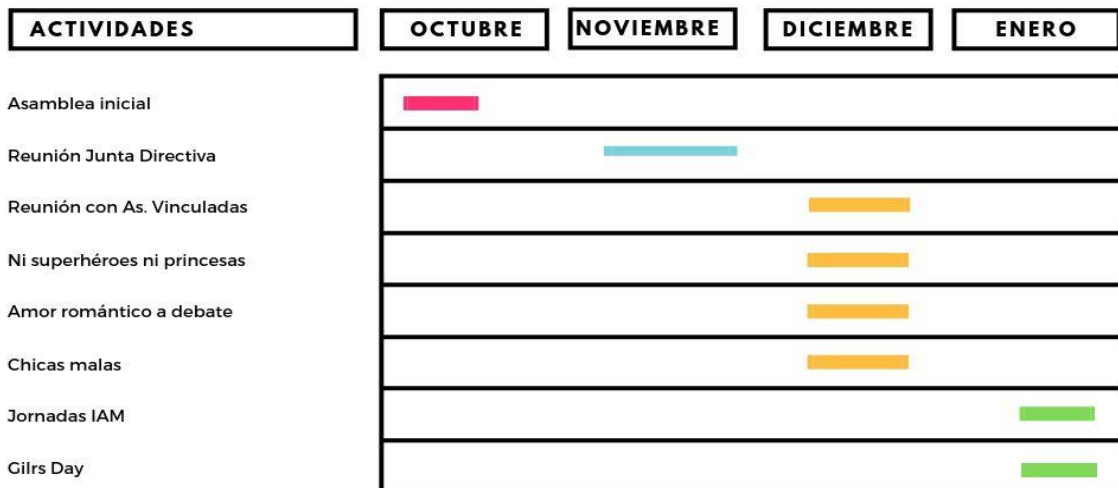 ACTIVIDADES OCTUBRE NOVIEMBRE DICIEMBRE ENERO
Asamblea inicial
Reunión Junta Directiva
Reunión con As. Vinculadas
Ni superhéroes ni princesas
Amor romántico a debate
Chicas malas
Jornadas IAM
Gilrs Day